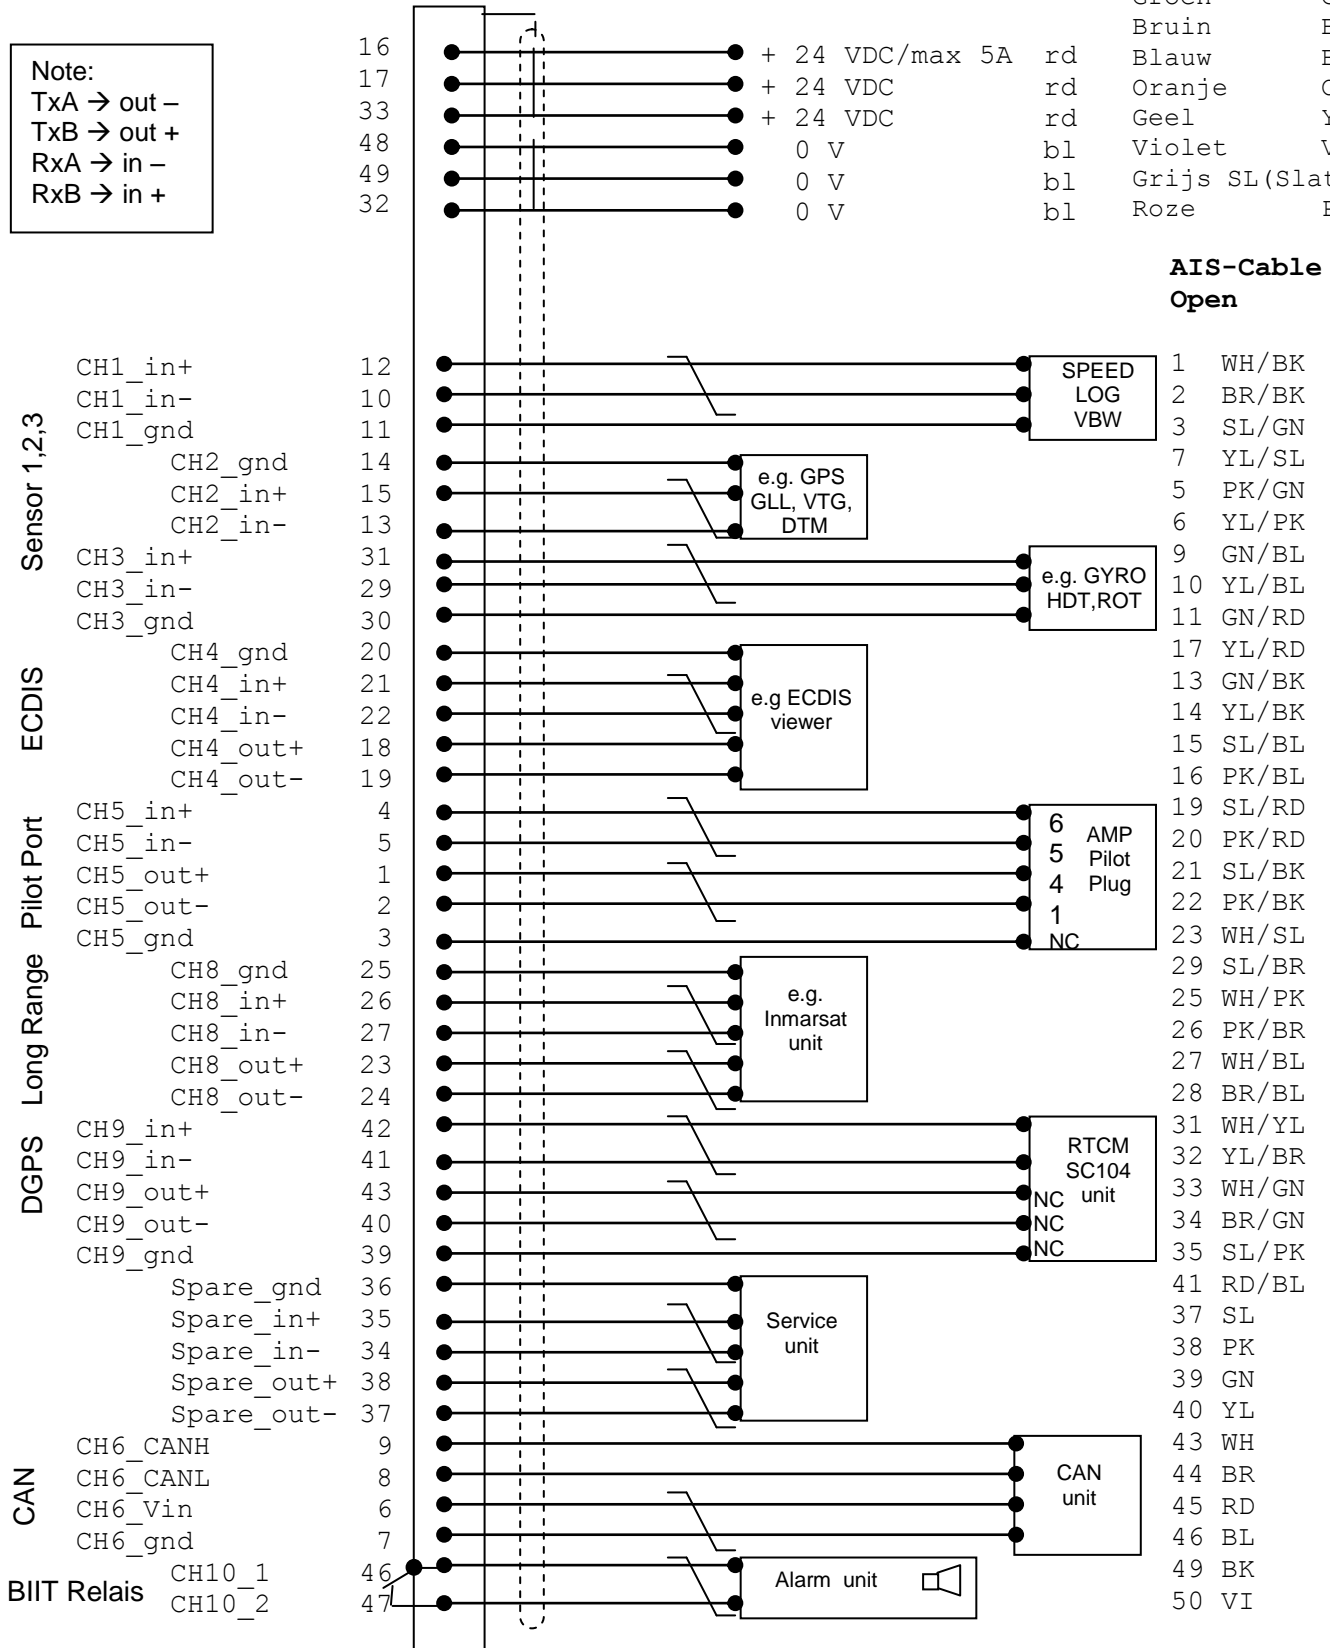 Note:
TxA → out –
TxB → out +
RxA → in –
RxB → in +
16 + 24 VDC/max 5A rd
17 + 24 VDC rd
33 + 24 VDC rd
48 0 V bl
49 0 V bl
32 0 V bl
Bruin
Blauw
Oranje
Geel
Violet
Grijs
Roze
AIS-Cable
Open
Sensor 1,2,3
CH1_in+ 12 1 WH/BK
CH1_in- 10 2 BR/BK
CH1_gnd 11 3 SL/GN
SPEED
LOG
VBW
CH2_gnd 14 7 YL/SL
CH2_in+ 15 5 PK/GN
CH2_in- 13 6 YL/PK
e.g. GPS
GLL, VTG,
DTM
CH3_in+ 31 9 GN/BL
CH3_in- 29 10 YL/BL
CH3_gnd 30 11 GN/RD
e.g. GYRO
HDT,ROT
ECDIS
CH4_gnd 20 17 YL/RD
CH4_in+ 21 13 GN/BK
CH4_in- 22 14 YL/BK
CH4_out+ 18 15 SL/BL
CH4_out- 19 16 PK/BL
e.g ECDIS
viewer
Pilot Port
CH5_in+ 4 19 SL/RD
CH5_in- 5 20 PK/RD
CH5_out+ 1 21 SL/BK
CH5_out- 2 22 PK/BK
CH5_gnd 3 23 WH/SL
6
5
4
1
NC
AMP
Pilot
Plug
Long Range
CH8_gnd 25 29 SL/BR
CH8_in+ 26 25 WH/PK
CH8_in- 27 26 PK/BR
CH8_out+ 23 27 WH/BL
CH8_out- 24 28 BR/BL
e.g.
Inmarsat
unit
DGPS
CH9_in+ 42 31 WH/YL
CH9_in- 41 32 YL/BR
CH9_out+ 43 33 WH/GN
CH9_out- 40 34 BR/GN
CH9_gnd 39 35 SL/PK
RTCM
SC104
unit
NC
NC
NC
Spare_gnd 36 41 RD/BL
Spare_in+ 35 37 SL
Spare_in- 34 38 PK
Spare_out+ 38 39 GN
Spare_out- 37 40 YL
Service
unit
CAN
CH6_CANH 9 43 WH
CH6_CANL 8 44 BR
CH6_Vin 6 45 RD
CH6_gnd 7 46 BL
CAN
unit
BIIT Relais
CH10_1 46 49 BK
CH10_2 47 50 VI
Alarm unit